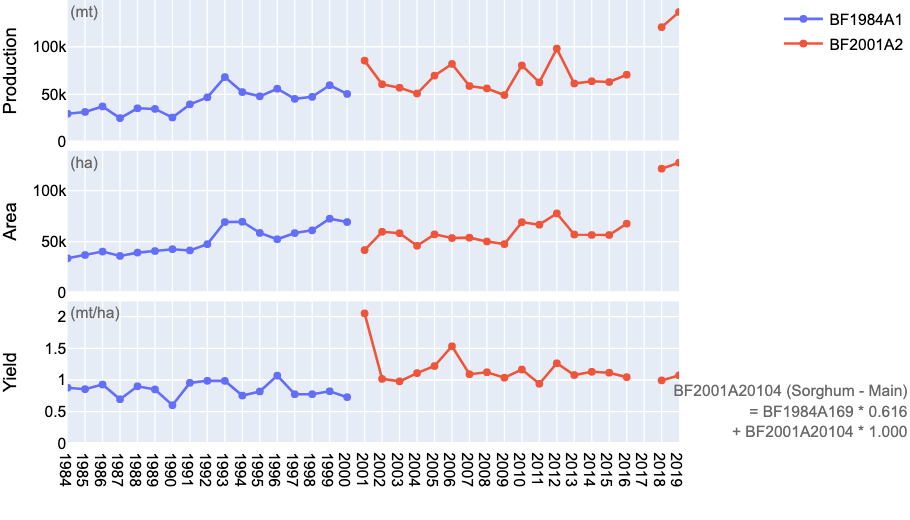 Production
(mt)
100k
50k
0
Area
(ha)
100k
50k
0
Yield
(mt/ha)
2
1.5
1
0.5
0
1984
1985
1986
1987
1988
1989
1990
1991
1992
1993
1994
1995
1996
1997
1998
1999
2000
2001
2002
2003
2004
2005
2006
2007
2008
2009
2010
2011
2012
2013
2014
2015
2016
2017
2018
2019
BF1984A1
BF2001A2
BF2001A20104 (Sorghum - Main)
= BF1984A169 * 0.616
+ BF2001A20104 * 1.000